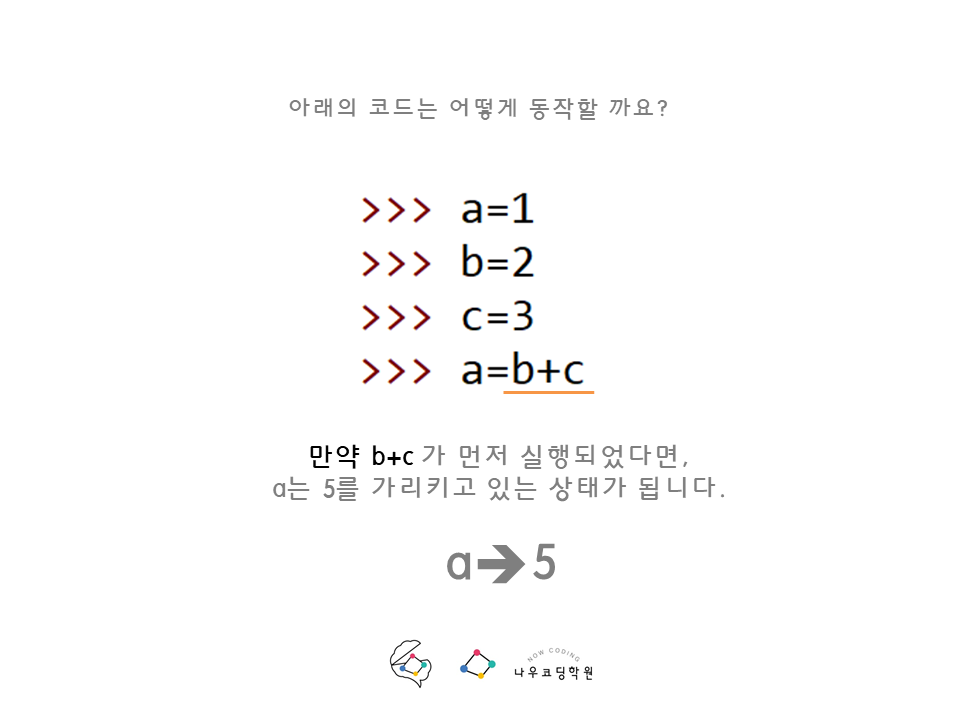 아래의 코드는 어떻게 동작할 까요?
>>> a=1
>>> b=2
>>> c=3
>>> a=b+c
만약 b+c 가 먼저 실행되었다면,
a는 5를 가리키고 있는 상태가 됩니다.
a➔5
NOW CODING
나우코딩학원